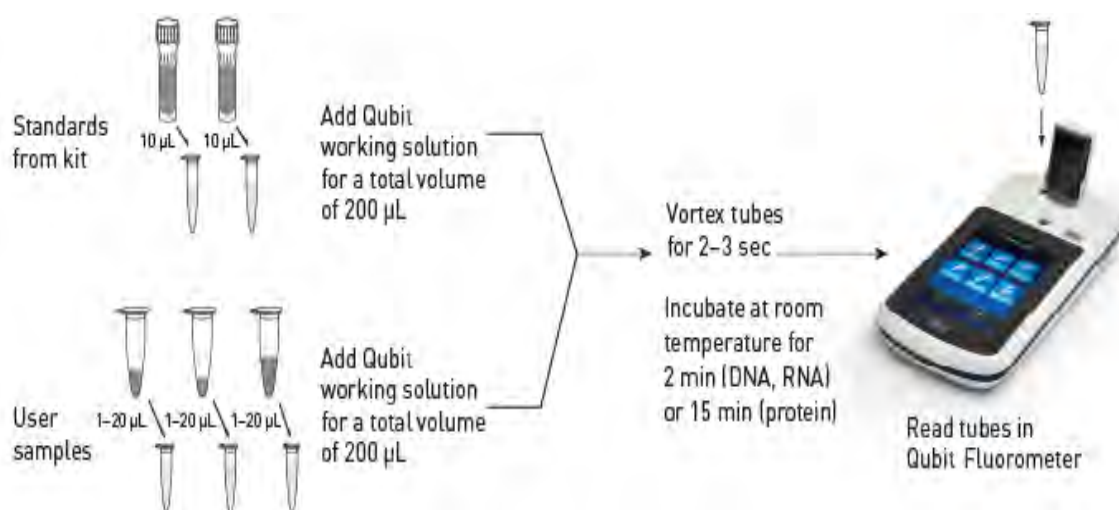 Standards
from kit
10 µL
10 µL
Add Qubit
working solution
for a total volume
of 200 µL
User
samples
1–20 µL
1–20 µL
1–20 µL
Add Qubit
working solution
for a total volume
of 200 µL
Vortex tubes
for 2–3 sec
Incubate at room
temperature for
2 min (DNA, RNA)
or 15 min (protein)
Read tubes in
Qubit Fluorometer